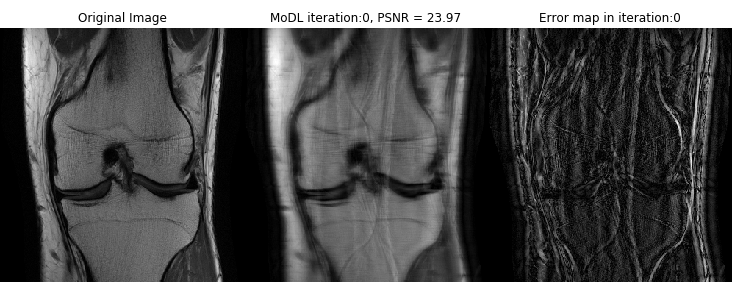 Original Image
MoDL iteration:0, PSNR = 23.97
Error map in iteration:0